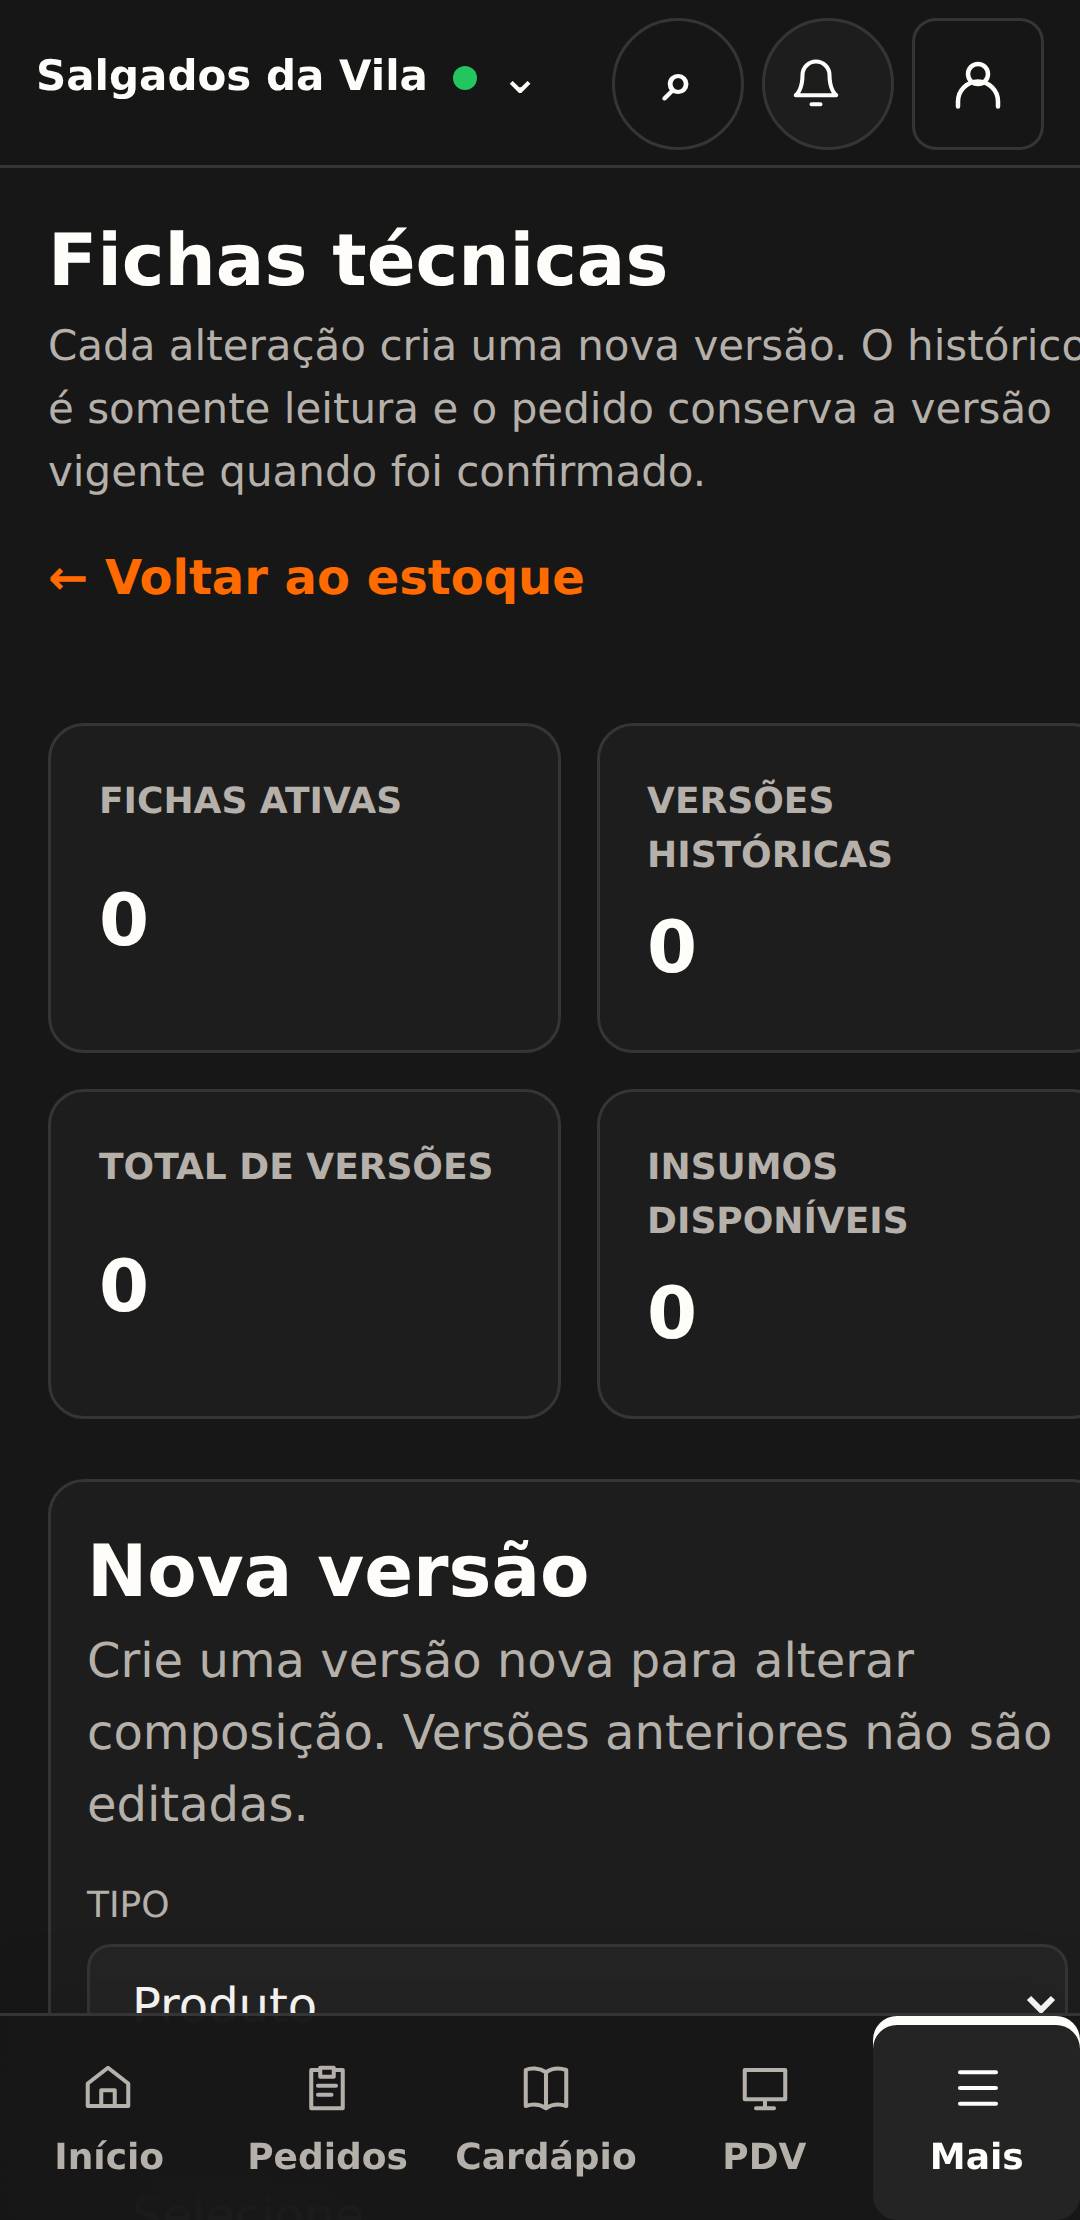 Salgados da Vila
Fichas técnicas
Cada alteração cria uma nova versão. O histórico
é somente leitura e o pedido conserva a versão
vigente quando foi confirmado.
← Voltar ao estoque
FICHAS ATIVAS
0
VERSÕES
HISTÓRICAS
0
TOTAL DE VERSÕES
0
INSUMOS
DISPONÍVEIS
0
Nova versão
Crie uma versão nova para alterar
composição. Versões anteriores não são
editadas.
TIPO
Produto
Início
Pedidos
Cardápio
PDV
Mais
Selecione